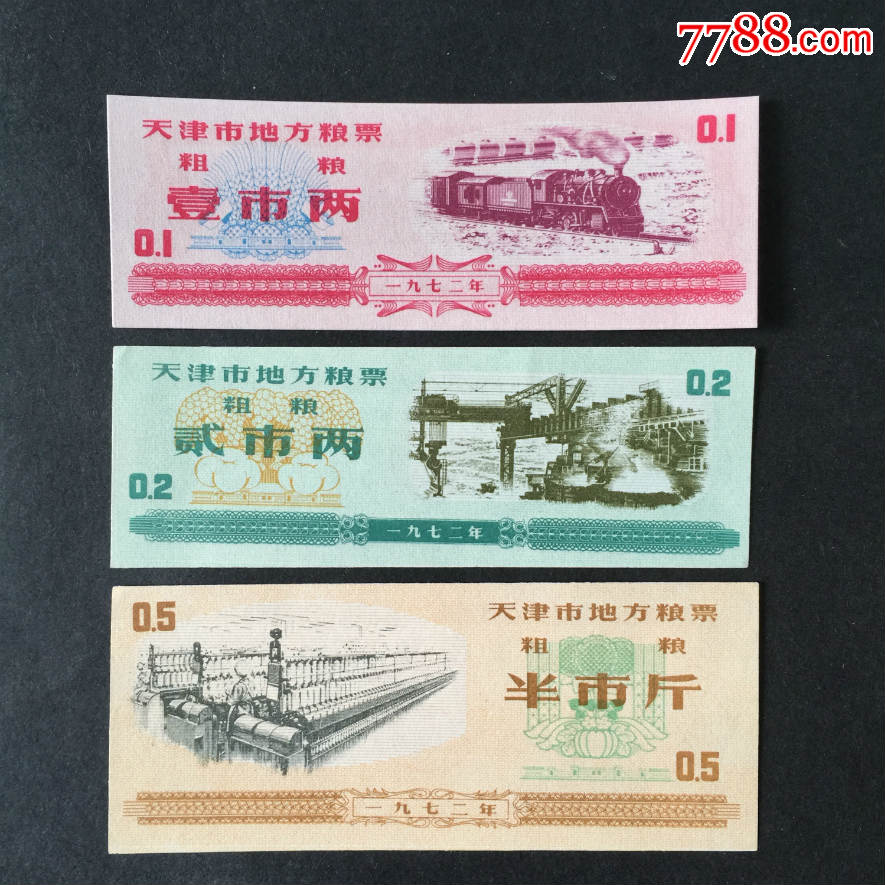 7788.com
天津市地方粮票
0.1
粗 粮
壹市两
0.1
一九七二年
天津市地方粮票
0.2
粗 粮
贰市两
0.2
一九七二年
0.5
天津市地方粮票
粗 粮
半市斤
0.5
一九七二年